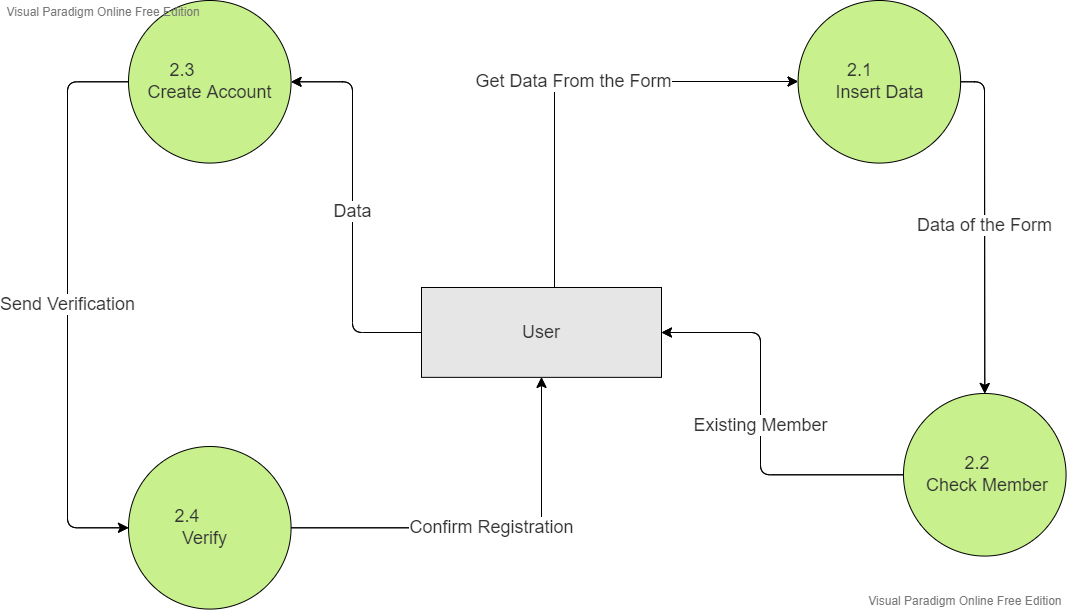 Visual Paradigm Online Free Edition
2.3
Create Account
Get Data From the Form
2.1
Insert Data
Data
Data of the Form
Send Verification
User
Existing Member
2.2
Check Member
2.4
Verify
Confirm Registration
Visual Paradigm Online Free Edition